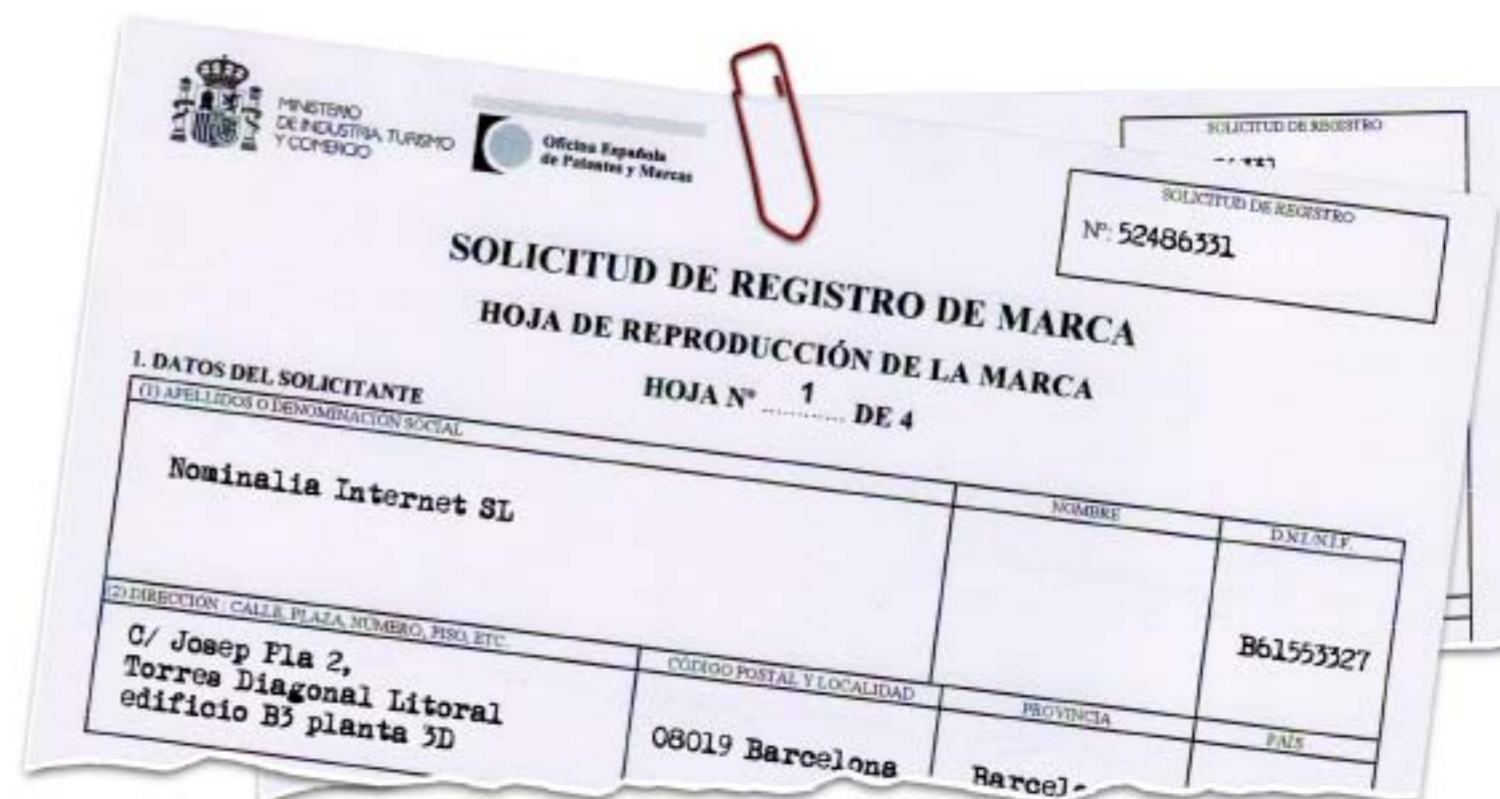 MINISTERIO
DE INDUSTRIA, TURISMO
Y COMERCIO
Oficina Española
de Patentes y Marcas
SOLICITUD DE REGISTRO
SOLICITUD DE REGISTRO
Nº: 52486331
SOLICITUD DE REGISTRO DE MARCA
HOJA DE REPRODUCCIÓN DE LA MARCA
HOJA Nº 1 DE 4
1. DATOS DEL SOLICITANTE
(1) APELLIDOS O DENOMINACIÓN SOCIAL
NOMBRE
D.N.I./N.I.F.
Nominalia Internet SL
B61553327
(2) DIRECCIÓN : CALLE, PLAZA, NÚMERO, PISO, ETC.
CÓDIGO POSTAL Y LOCALIDAD
PROVINCIA
PAÍS
C/ Josep Pla 2,
Torres Diagonal Litoral
edificio B3 planta 3D
08019 Barcelona